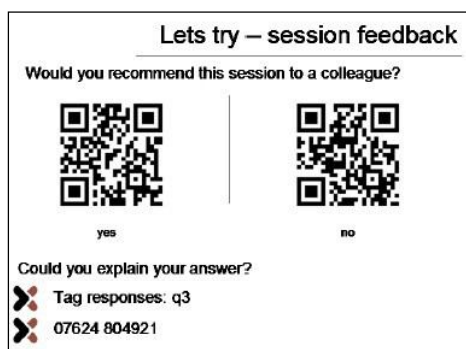 Lets try – session feedback
Would you recommend this session to a colleague?
yes
no
Could you explain your answer?
Tag responses: q3
07624 804921